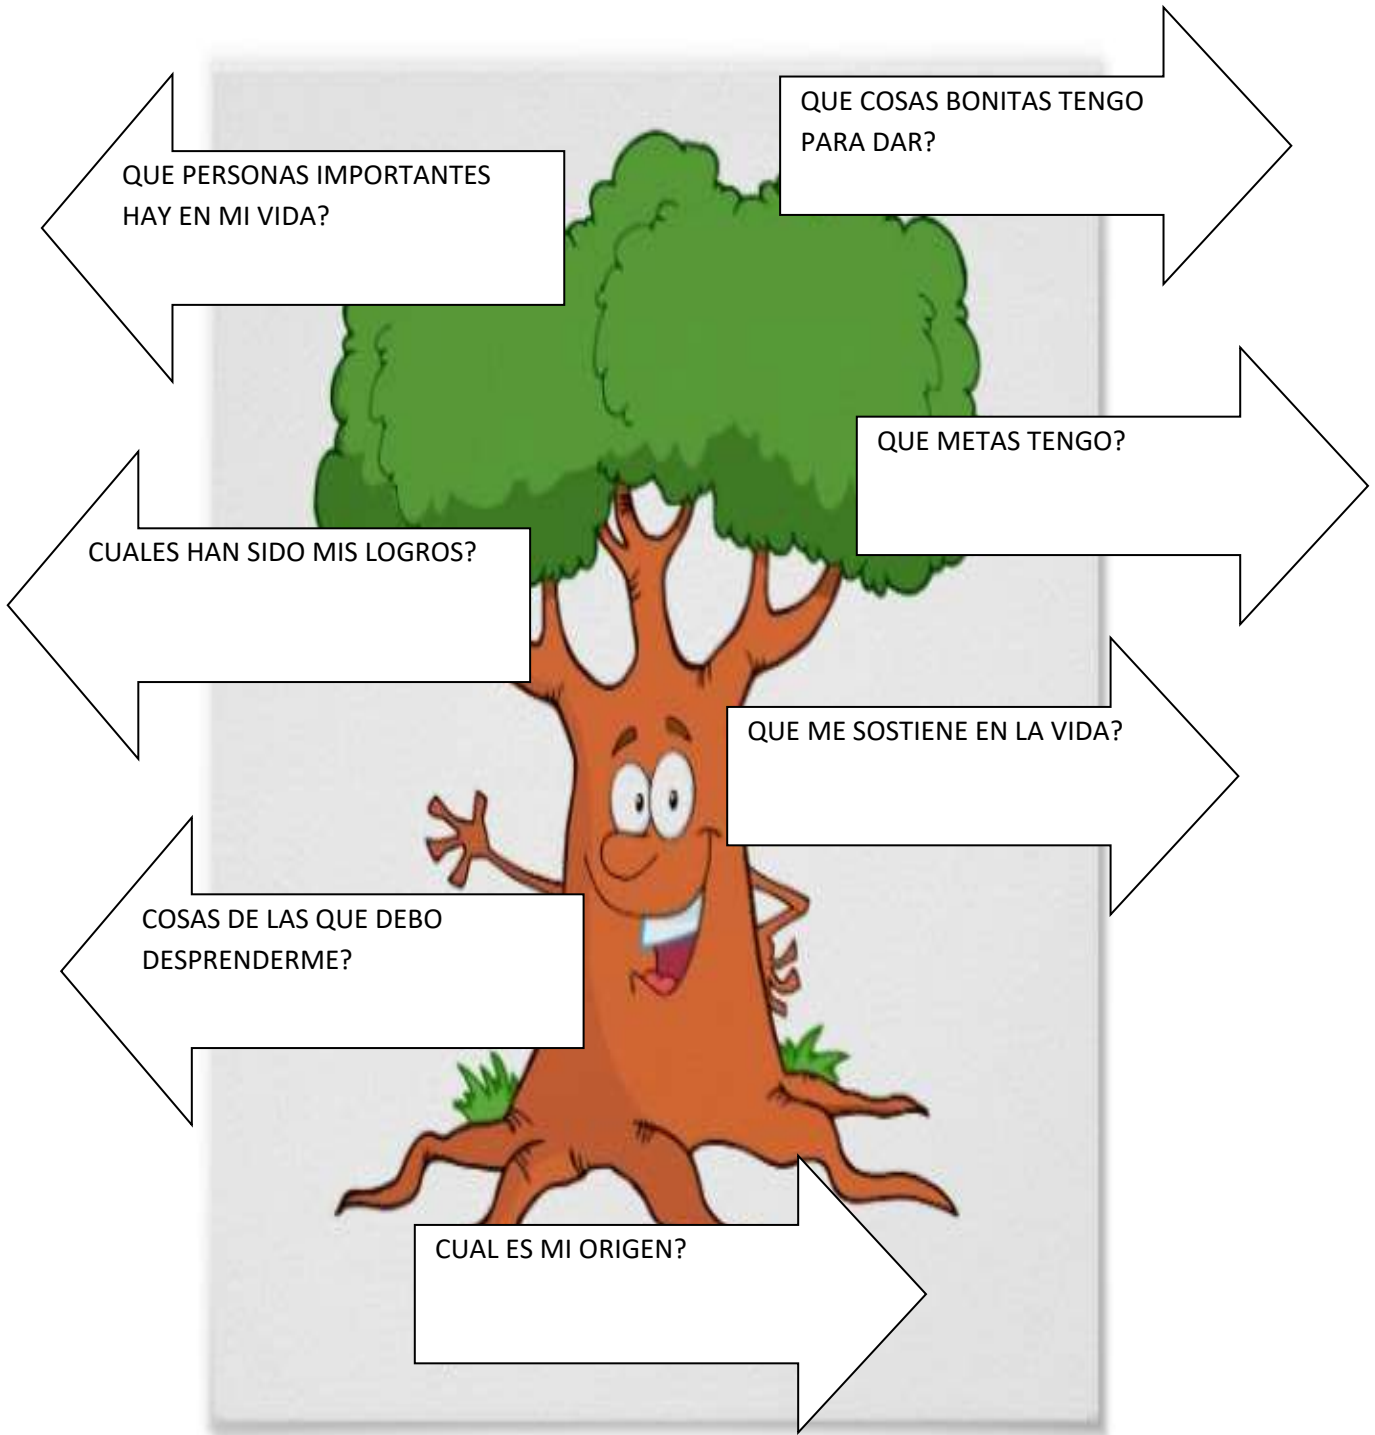 QUE COSAS BONITAS TENGO
PARA DAR?
QUE PERSONAS IMPORTANTES
HAY EN MI VIDA?
QUE METAS TENGO?
CUALES HAN SIDO MIS LOGROS?
QUE ME SOSTIENE EN LA VIDA?
COSAS DE LAS QUE DEBO
DESPRENDERME?
CUAL ES MI ORIGEN?